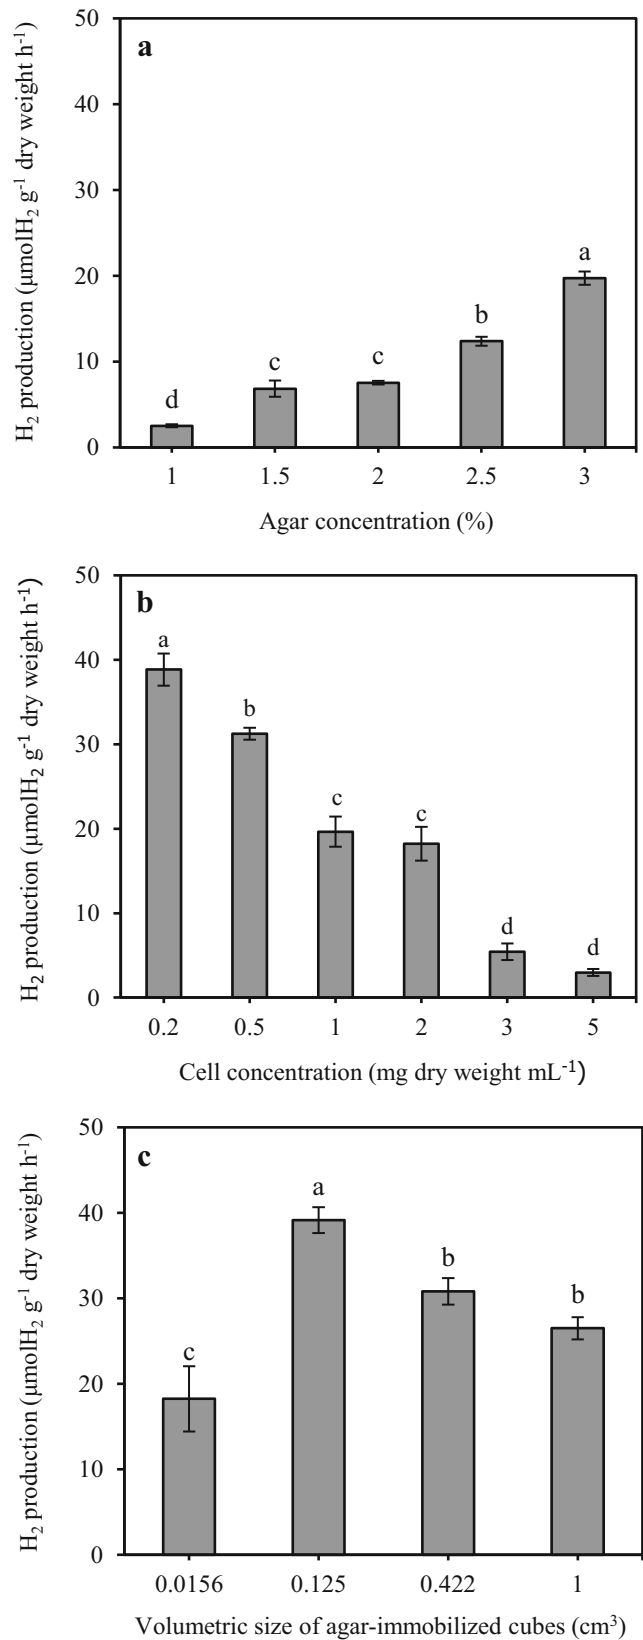 a
H₂ production (μmolH₂ g⁻¹ dry weight h⁻¹)
50
40
30
20
10
0
d
c
c
b
a
1 1.5 2 2.5 3
Agar concentration (%)
b
H₂ production (μmolH₂ g⁻¹ dry weight h⁻¹)
50
40
30
20
10
0
a
b
c
c
d
d
0.2 0.5 1 2 3 5
Cell concentration (mg dry weight mL⁻¹)
c
H₂ production (μmolH₂ g⁻¹ dry weight h⁻¹)
50
40
30
20
10
0
c
a
b
b
0.0156 0.125 0.422 1
Volumetric size of agar-immobilized cubes (cm³)